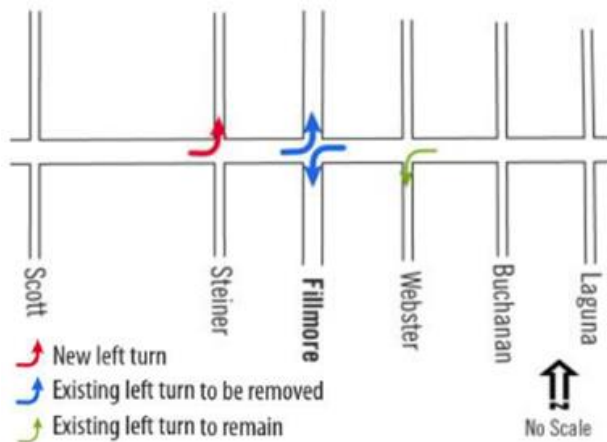 Scott
Steiner
Fillmore
Webster
Buchanan
Laguna
New left turn
Existing left turn to be removed
Existing left turn to remain
No Scale